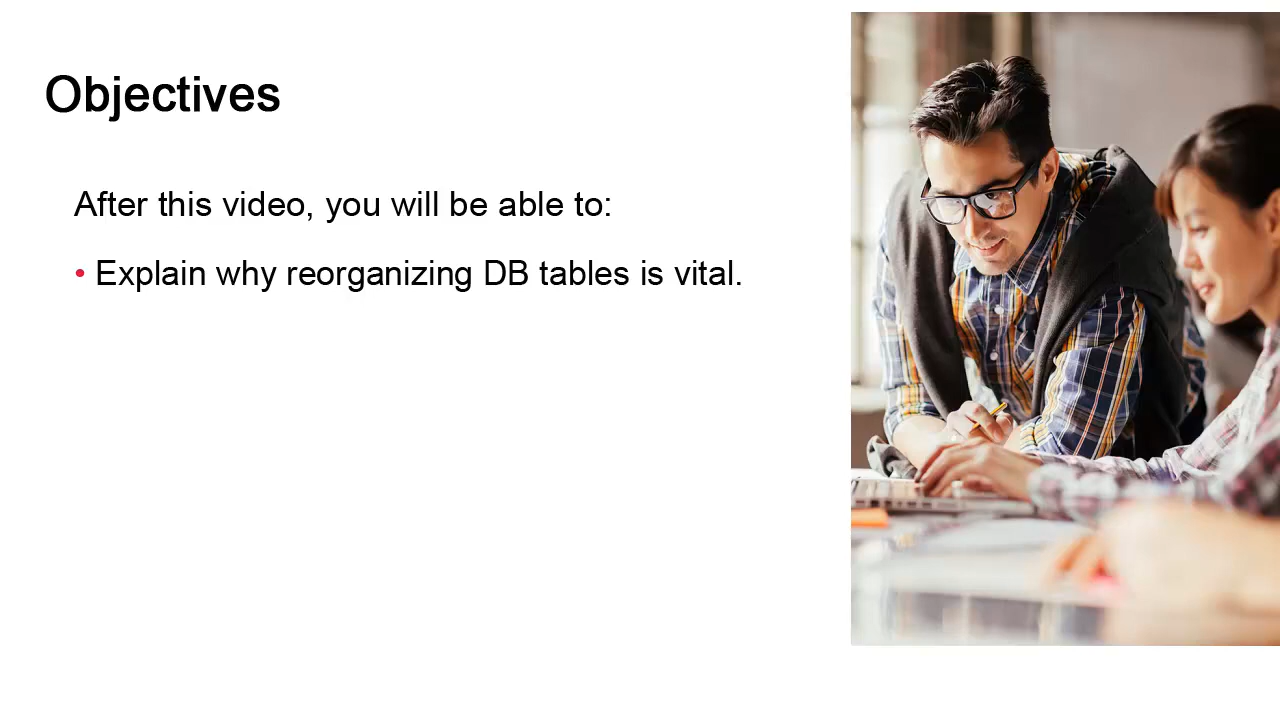 Objectives
After this video, you will be able to:
• Explain why reorganizing DB tables is vital.